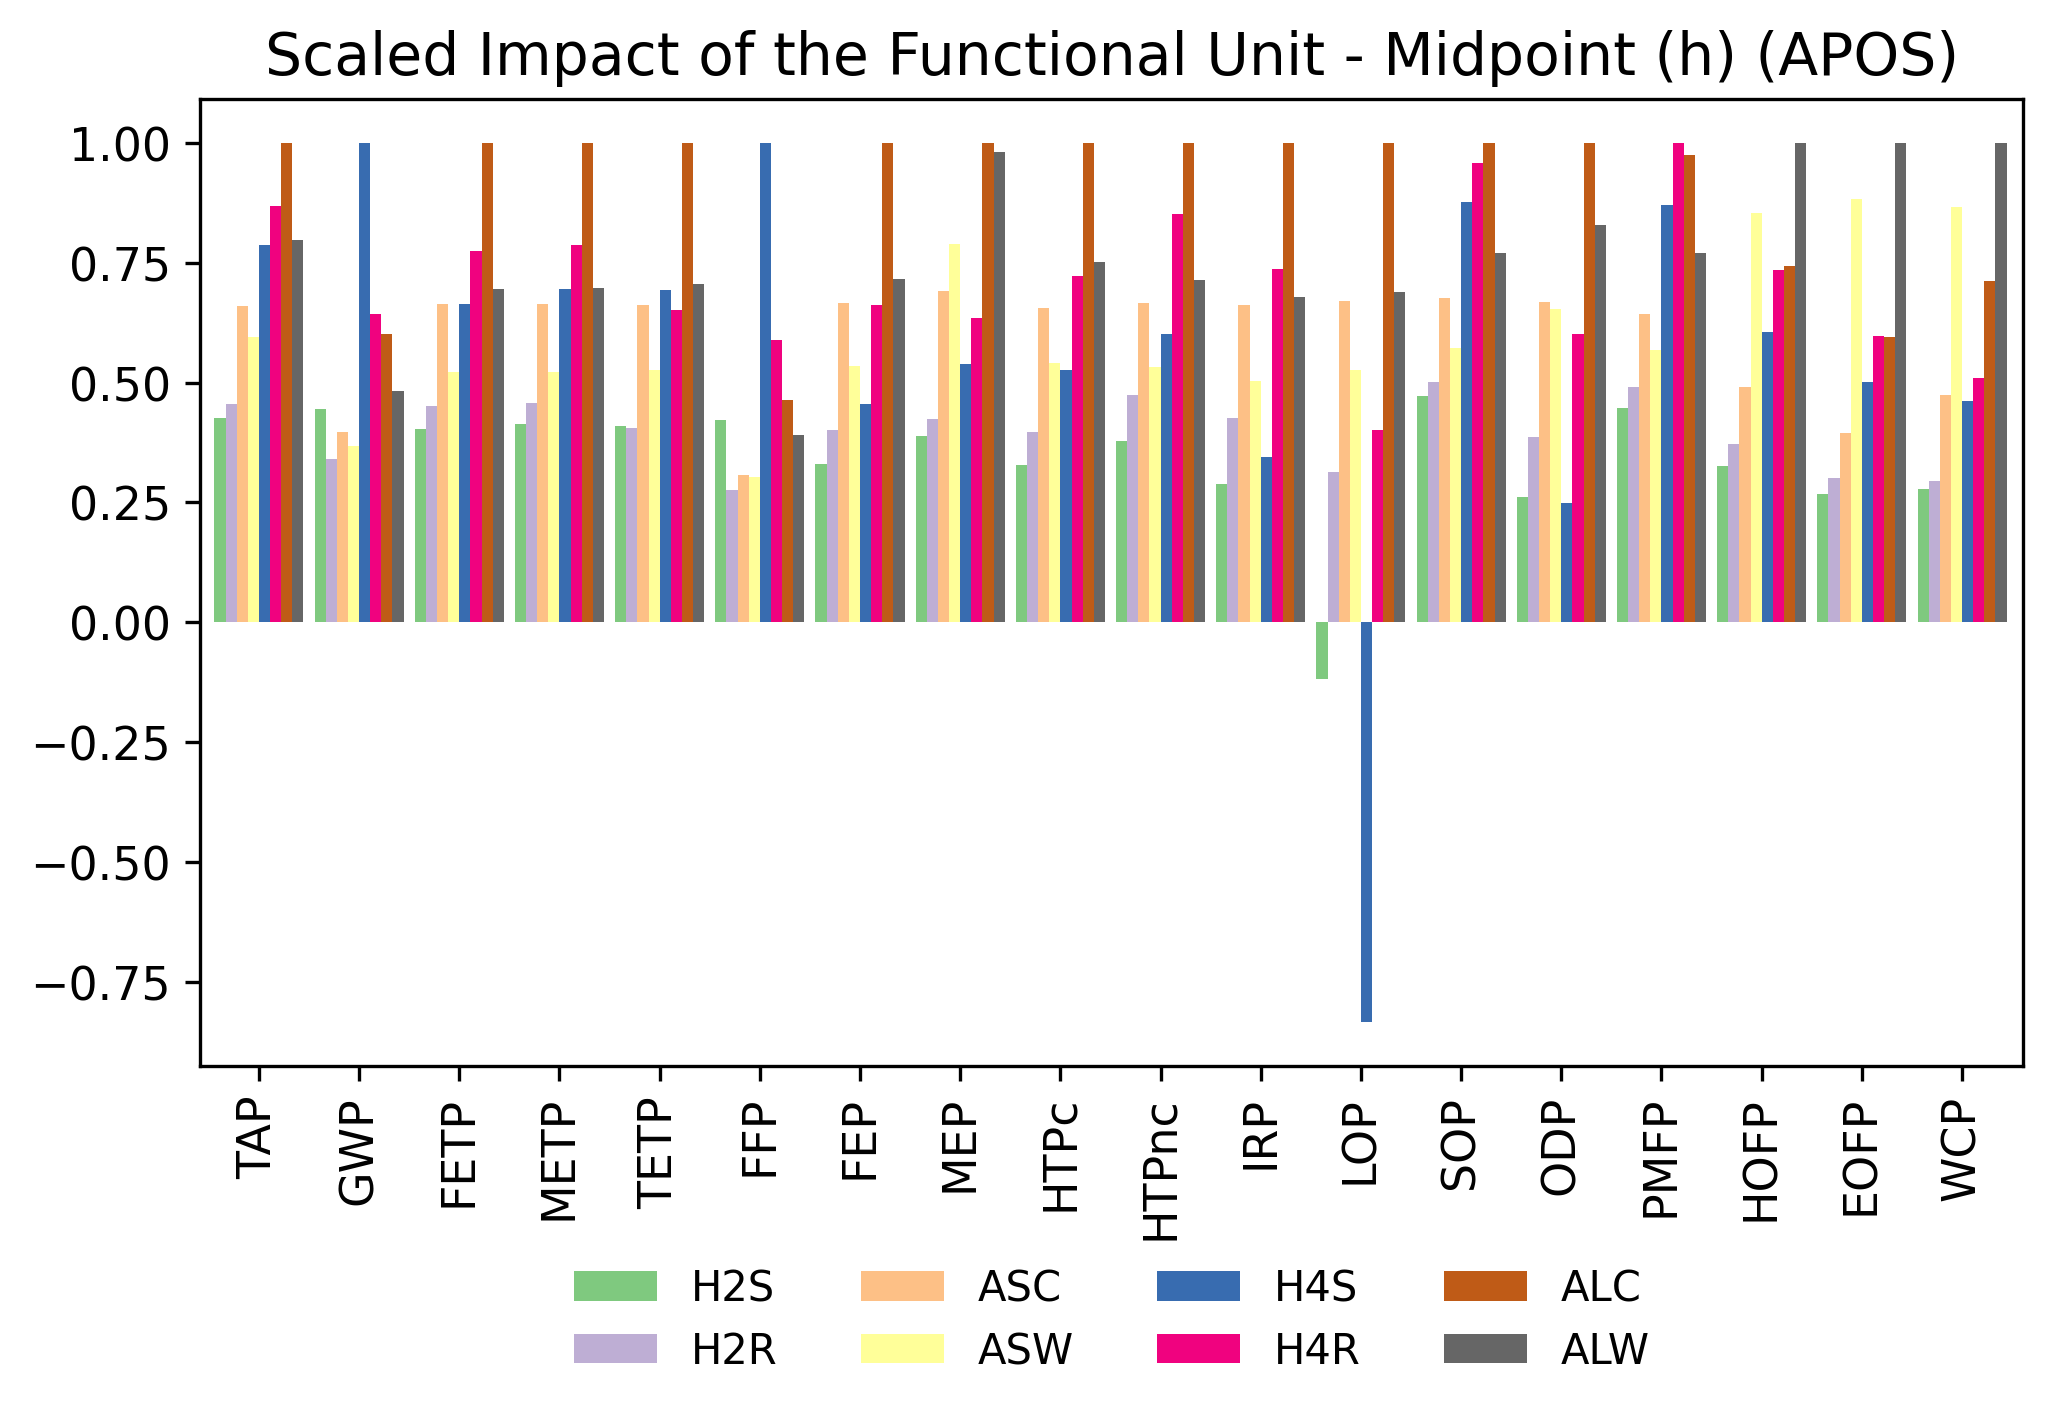 Scaled Impact of the Functional Unit - Midpoint (h) (APOS)
1.00
0.75
0.50
0.25
0.00
−0.25
−0.50
−0.75
TAP GWP FETP METP TETP FFP FEP MEP HTPc HTPnc IRP LOP SOP ODP PMFP HOFP EOFP WCP
H2S ASC H4S ALC
H2R ASW H4R ALW